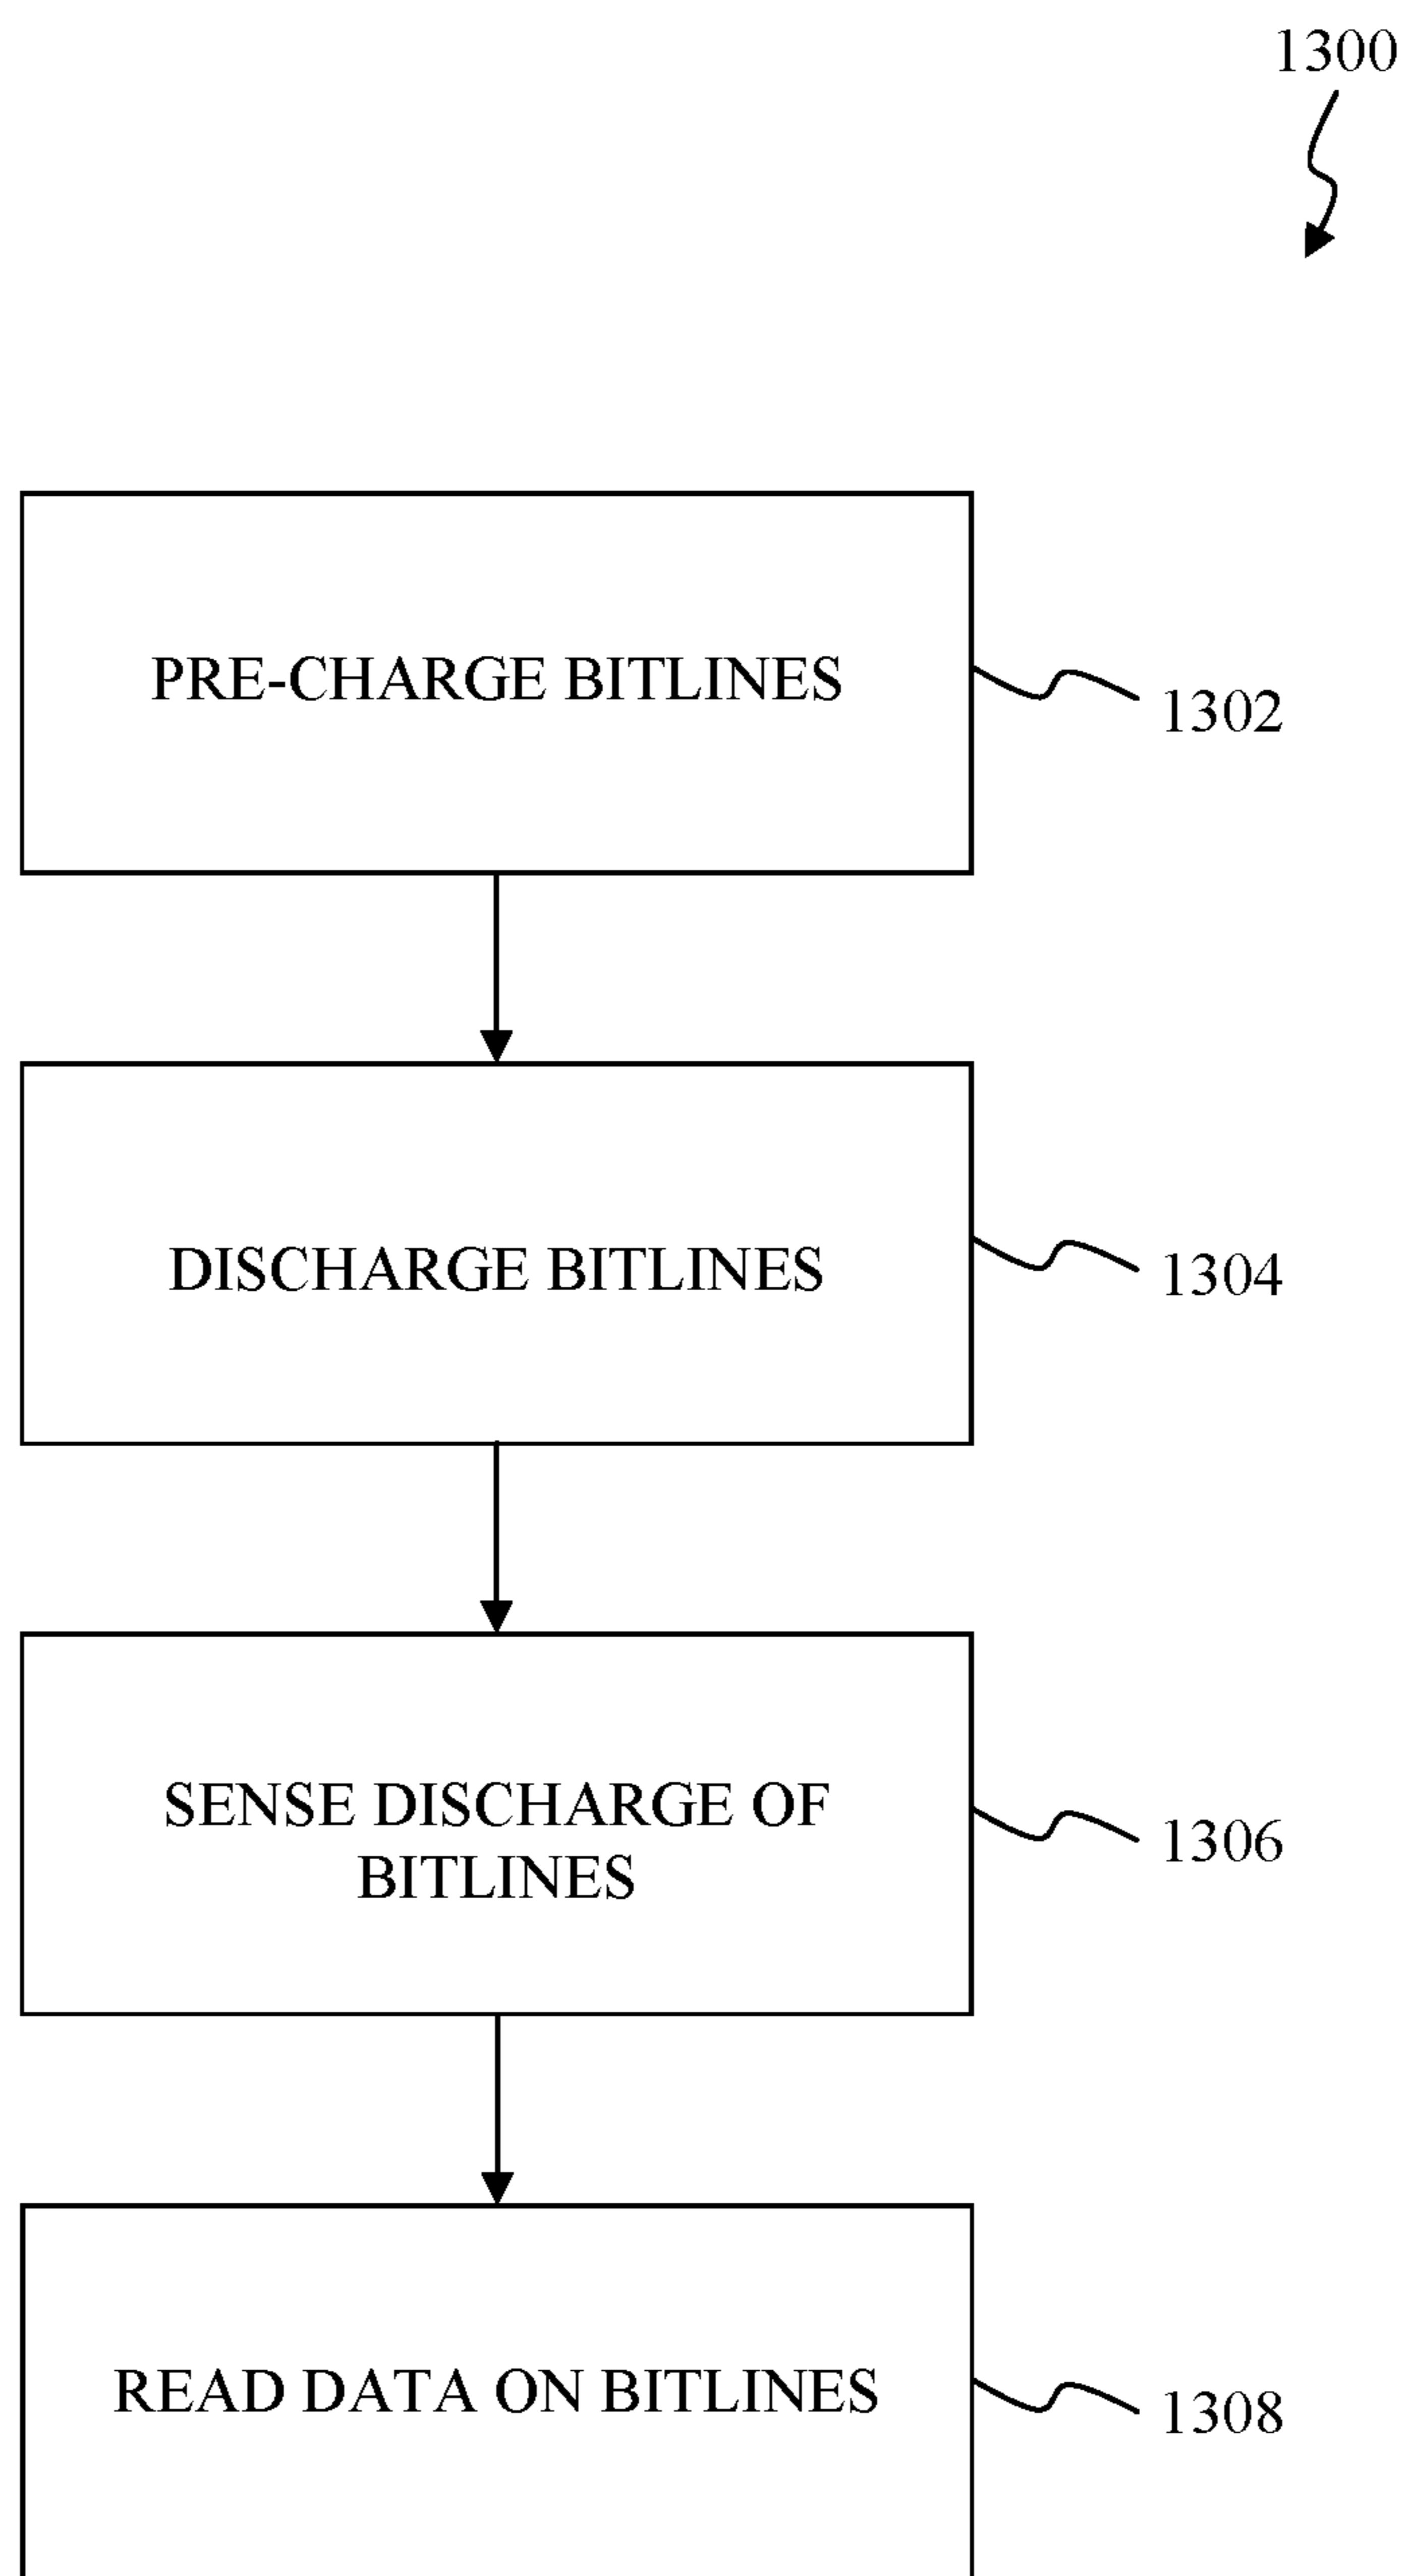 1300
PRE-CHARGE BITLINES
1302
DISCHARGE BITLINES
1304
SENSE DISCHARGE OF
BITLINES
1306
READ DATA ON BITLINES
1308